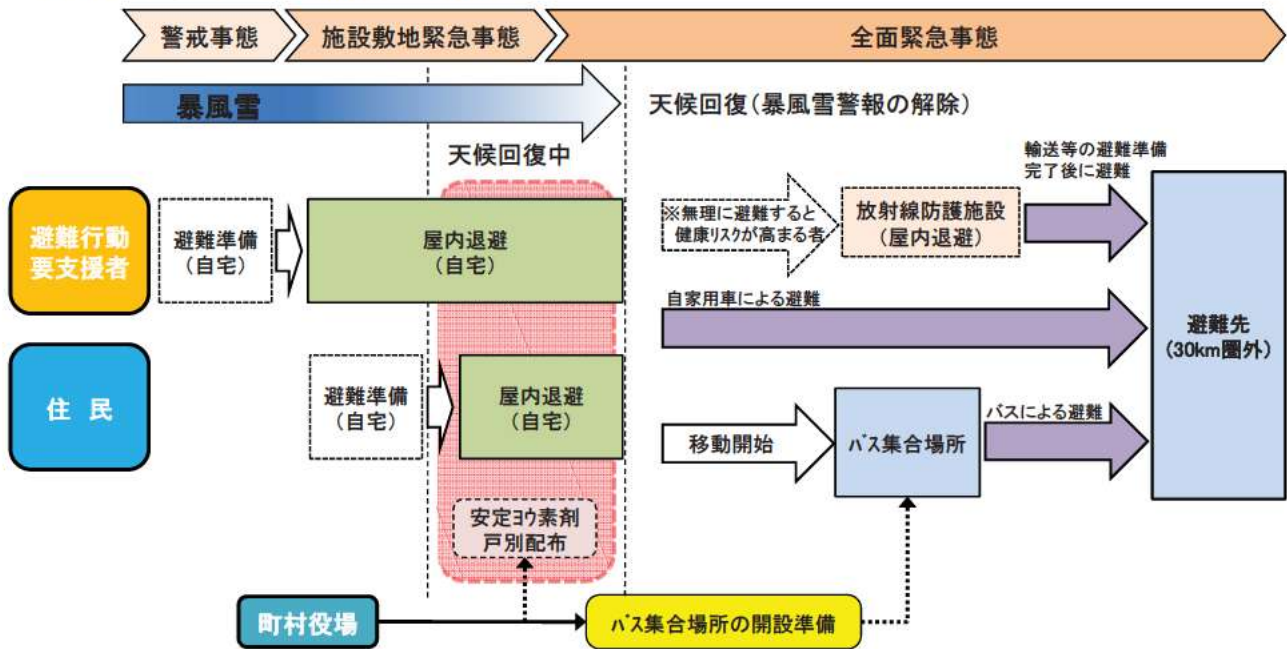 警戒事態
施設敷地緊急事態
全面緊急事態
暴風雪
天候回復(暴風雪警報の解除)
天候回復中
輸送等の避難準備
完了後に避難
避難行動
要支援者
避難準備
(自宅)
屋内退避
(自宅)
※無理に避難すると
健康リスクが高まる者
放射線防護施設
(屋内退避)
自家用車による避難
避難先
(30km圏外)
住 民
避難準備
(自宅)
屋内退避
(自宅)
移動開始
バス集合場所
バスによる避難
安定ヨウ素剤
戸別配布
町村役場
バス集合場所の開設準備